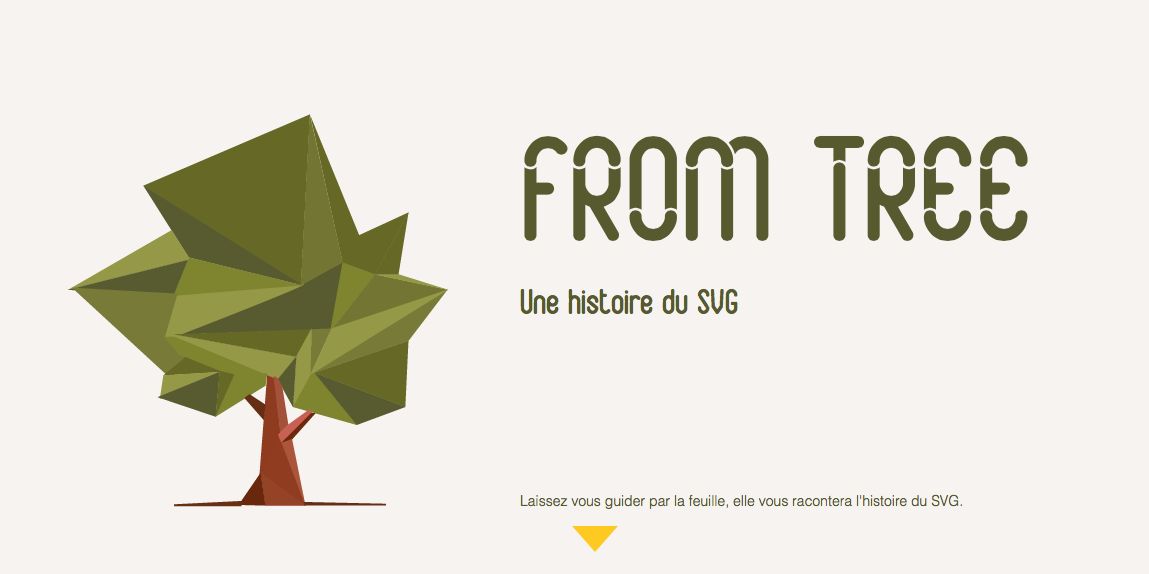 FROM TREE
Une histoire du SVG
Laissez vous guider par la feuille, elle vous racontera l'histoire du SVG.